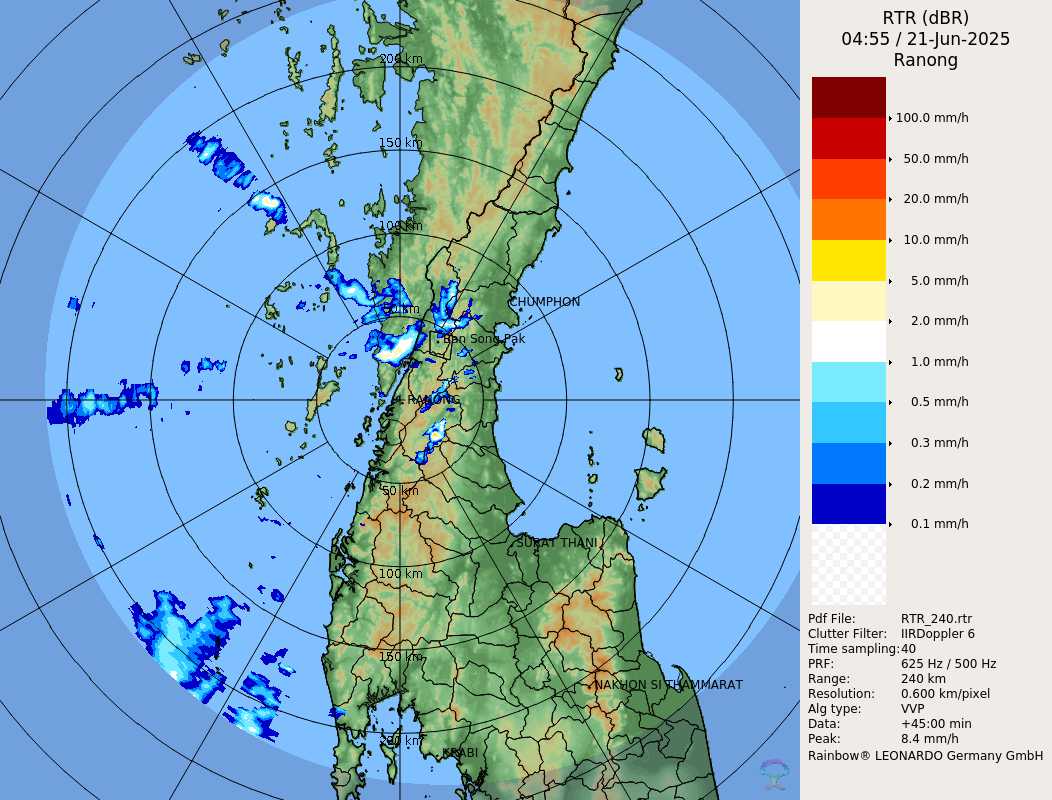 RTR (dBR)
04:55 / 21-Jun-2025
Ranong
200 km
150 km
100 km
50 km
CHUMPHON
Ban Song Pak
RANONG
50 km
SURAT THANI
100 km
150 km
NAKHON SI THAMMARAT
200 km
KRABI
100.0 mm/h
50.0 mm/h
20.0 mm/h
10.0 mm/h
5.0 mm/h
2.0 mm/h
1.0 mm/h
0.5 mm/h
0.3 mm/h
0.2 mm/h
0.1 mm/h
Pdf File: RTR_240.rtr
Clutter Filter: IIRDoppler 6
Time sampling:40
PRF: 625 Hz / 500 Hz
Range: 240 km
Resolution: 0.600 km/pixel
Alg type: VVP
Data: +45:00 min
Peak: 8.4 mm/h
Rainbow® LEONARDO Germany GmbH